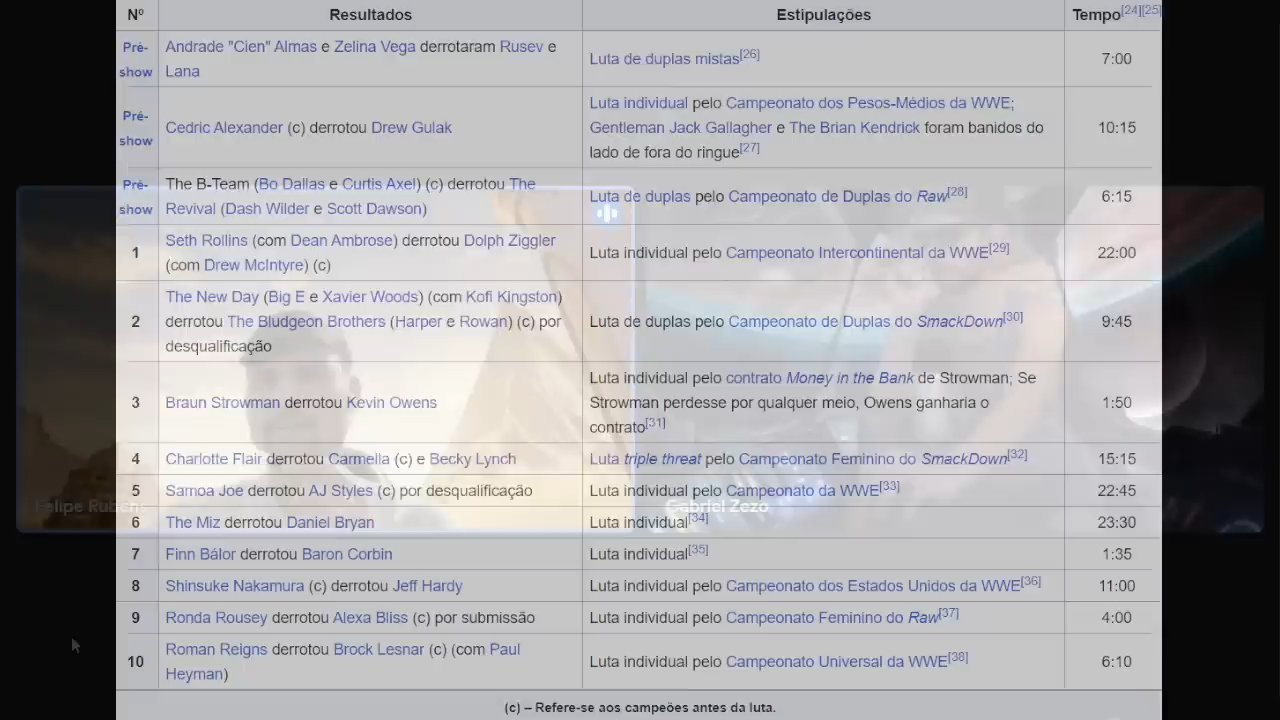 Nº Resultados Estipulações Tempo[24][25]
Pré-show Andrade "Cien" Almas e Zelina Vega derrotaram Rusev e
Lana
Luta de duplas mistas[26]
7:00
Pré-show Cedric Alexander (c) derrotou Drew Gulak
Luta individual pelo Campeonato dos Pesos-Médios da WWE;
Gentleman Jack Gallagher e The Brian Kendrick foram banidos do
lado de fora do ringue[27]
10:15
Pré-show The B-Team (Bo Dallas e Curtis Axel) (c) derrotou The
Revival (Dash Wilder e Scott Dawson)
Luta de duplas pelo Campeonato de Duplas do Raw[28]
6:15
1 Seth Rollins (com Dean Ambrose) derrotou Dolph Ziggler
(com Drew McIntyre) (c)
Luta individual pelo Campeonato Intercontinental da WWE[29]
22:00
2 The New Day (Big E e Xavier Woods) (com Kofi Kingston)
derrotou The Bludgeon Brothers (Harper e Rowan) (c) por
desqualificação
Luta de duplas pelo Campeonato de Duplas do SmackDown[30]
9:45
3 Braun Strowman derrotou Kevin Owens
Luta individual pelo contrato Money in the Bank de Strowman; Se
Strowman perdesse por qualquer meio, Owens ganharia o
contrato[31]
1:50
4 Charlotte Flair derrotou Carmella (c) e Becky Lynch
Luta triple threat pelo Campeonato Feminino do SmackDown[32]
15:15
5 Samoa Joe derrotou AJ Styles (c) por desqualificação
Luta individual pelo Campeonato da WWE[33]
22:45
6 The Miz derrotou Daniel Bryan
Luta individual[34]
23:30
7 Finn Bálor derrotou Baron Corbin
Luta individual[35]
1:35
8 Shinsuke Nakamura (c) derrotou Jeff Hardy
Luta individual pelo Campeonato dos Estados Unidos da WWE[36]
11:00
9 Ronda Rousey derrotou Alexa Bliss (c) por submissão
Luta individual pelo Campeonato Feminino do Raw[37]
4:00
10 Roman Reigns derrotou Brock Lesnar (c) (com Paul
Heyman)
Luta individual pelo Campeonato Universal da WWE[38]
6:10
(c) – Refere-se aos campeões antes da luta.
Felipe
Gabriel Zezo